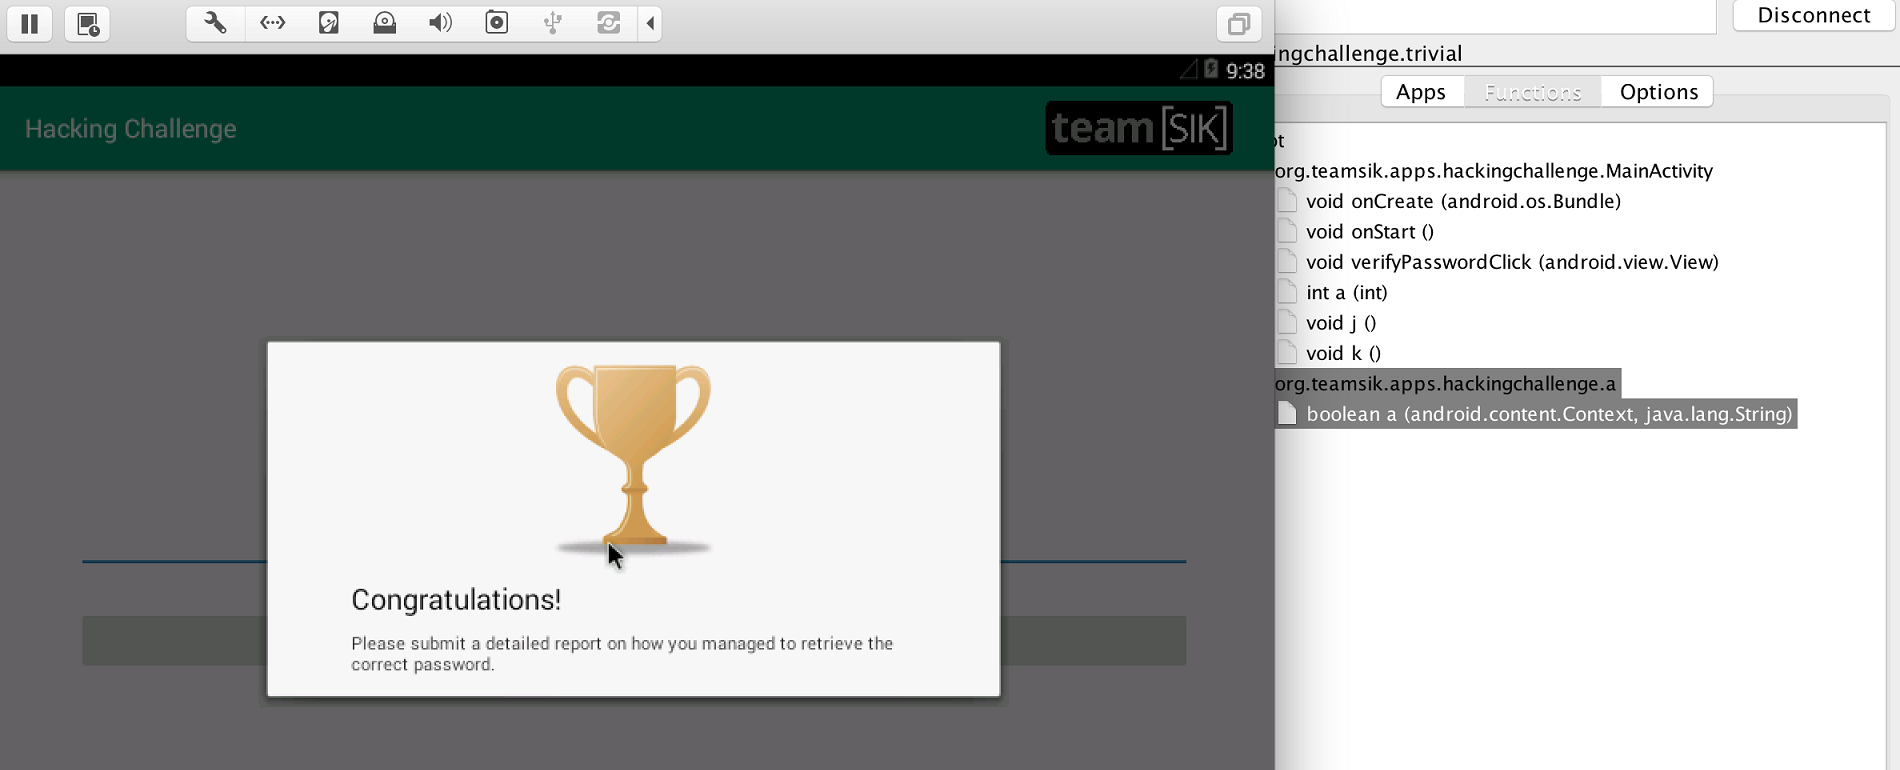 Disconnect
ingchallenge.trivial
9:38
Hacking Challenge
team[SIK]
Apps
Functions
Options
ot
org.teamsik.apps.hackingchallenge.MainActivity
void onCreate (android.os.Bundle)
void onStart ()
void verifyPasswordClick (android.view.View)
int a (int)
void j ()
void k ()
org.teamsik.apps.hackingchallenge.a
boolean a (android.content.Context, java.lang.String)
Congratulations!
Please submit a detailed report on how you managed to retrieve the
correct password.